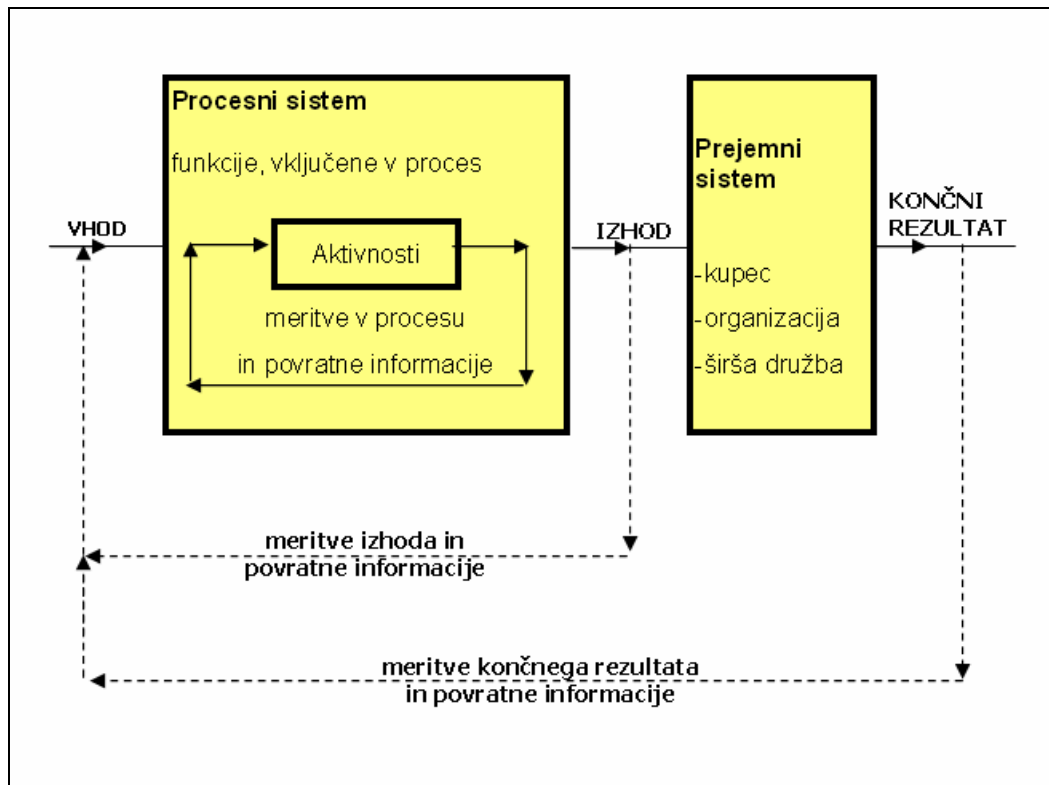 Procesni sistem
funkcije, vključene v proces
VHOD
Aktivnosti
meritve v procesu
in povratne informacije
IZHOD
Prejemni
sistem
-kupec
-organizacija
-širša družba
KONČNI
REZULTAT
meritve izhoda in
povratne informacije
meritve končnega rezultata
in povratne informacije